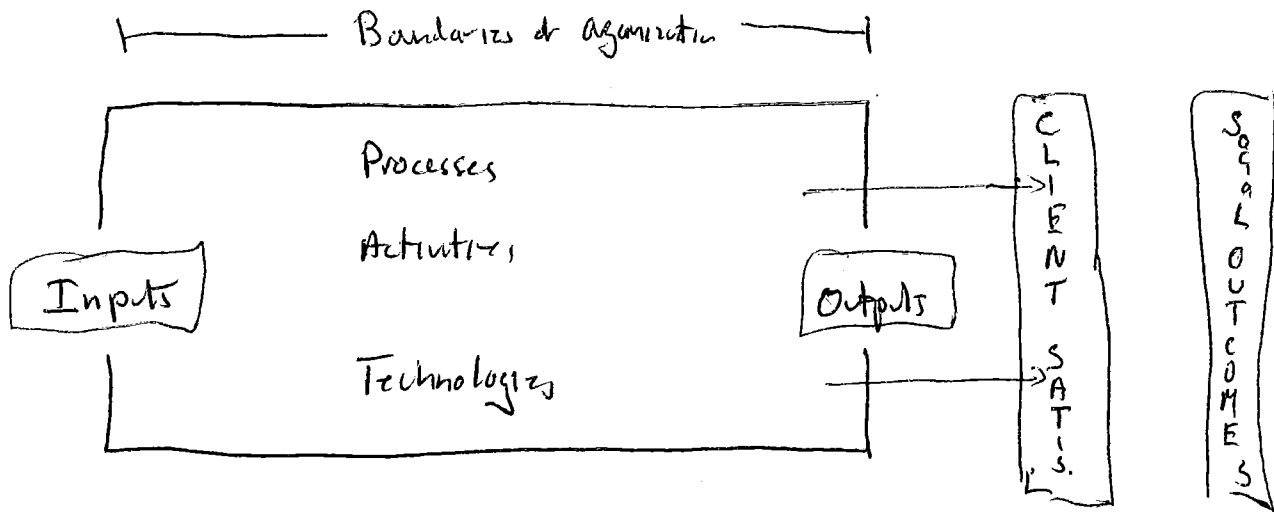 Boundaries of organization
Processes
Activities
Inputs
Outputs
Technologies
CLIENT SATIS.
SOCIAL OUTCOMES